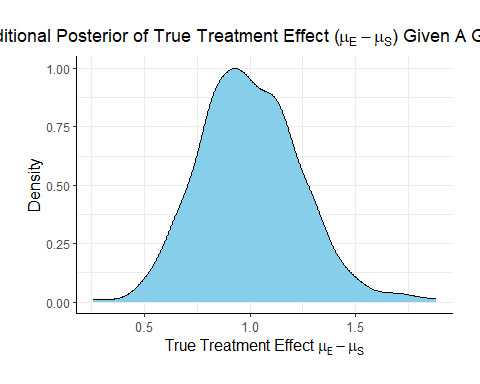 ditional Posterior of True Treatment Effect (μE − μS) Given A G
1.00
0.75
0.50
0.25
0.00
Density
0.5 1.0 1.5
True Treatment Effect μE − μS